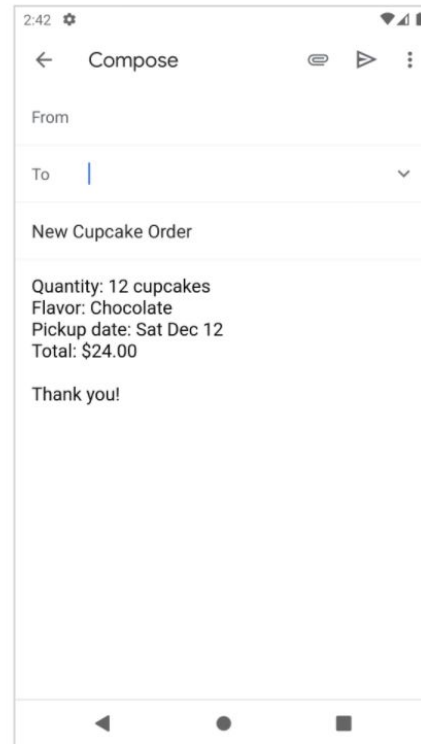 2:42
Compose
From
To
New Cupcake Order
Quantity: 12 cupcakes
Flavor: Chocolate
Pickup date: Sat Dec 12
Total: $24.00
Thank you!